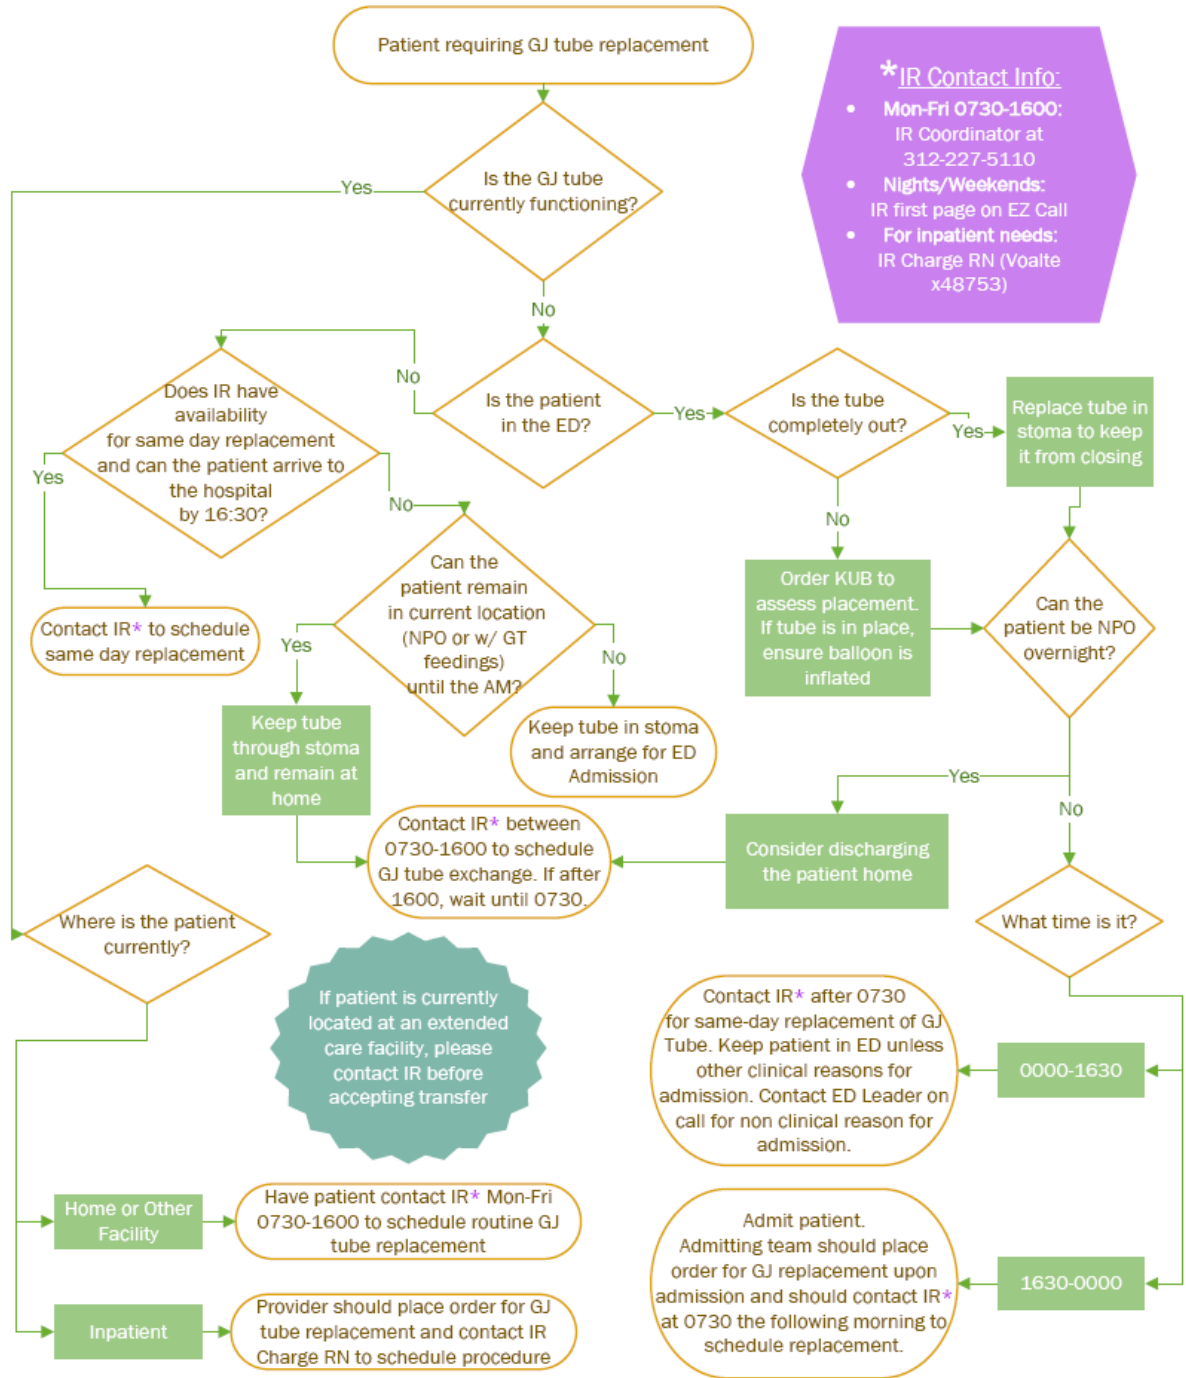 Patient requiring GJ tube replacement
*IR Contact Info:
• Mon-Fri 0730-1600:
IR Coordinator at
312-227-5110
• Nights/Weekends:
IR first page on EZ Call
• For inpatient needs:
IR Charge RN (Voalte
x48753)
Is the GJ tube
currently functioning?
Yes
No
Is the patient
in the ED?
No
Yes
Does IR have
availability
for same day replacement
and can the patient arrive to
the hospital
by 16:30?
Yes
No
Contact IR* to schedule
same day replacement
Can the
patient remain
in current location
(NPO or w/ GT
feedings)
until the AM?
Yes
No
Keep tube
through stoma
and remain at
home
Keep tube in stoma
and arrange for ED
Admission
Is the tube
completely out?
Yes
No
Replace tube in
stoma to keep
it from closing
Order KUB to
assess placement.
If tube is in place,
ensure balloon is
inflated
Can the
patient be NPO
overnight?
Yes
No
Consider discharging
the patient home
Contact IR* between
0730-1600 to schedule
GJ tube exchange. If after
1600, wait until 0730.
What time is it?
0000-1630
Contact IR* after 0730
for same-day replacement of GJ
Tube. Keep patient in ED unless
other clinical reasons for
admission. Contact ED Leader on
call for non clinical reason for
admission.
1630-0000
Admit patient.
Admitting team should place
order for GJ replacement upon
admission and should contact IR*
at 0730 the following morning to
schedule replacement.
Where is the patient
currently?
If patient is currently
located at an extended
care facility, please
contact IR before
accepting transfer
Home or Other
Facility
Have patient contact IR* Mon-Fri
0730-1600 to schedule routine GJ
tube replacement
Inpatient
Provider should place order for GJ
tube replacement and contact IR
Charge RN to schedule procedure